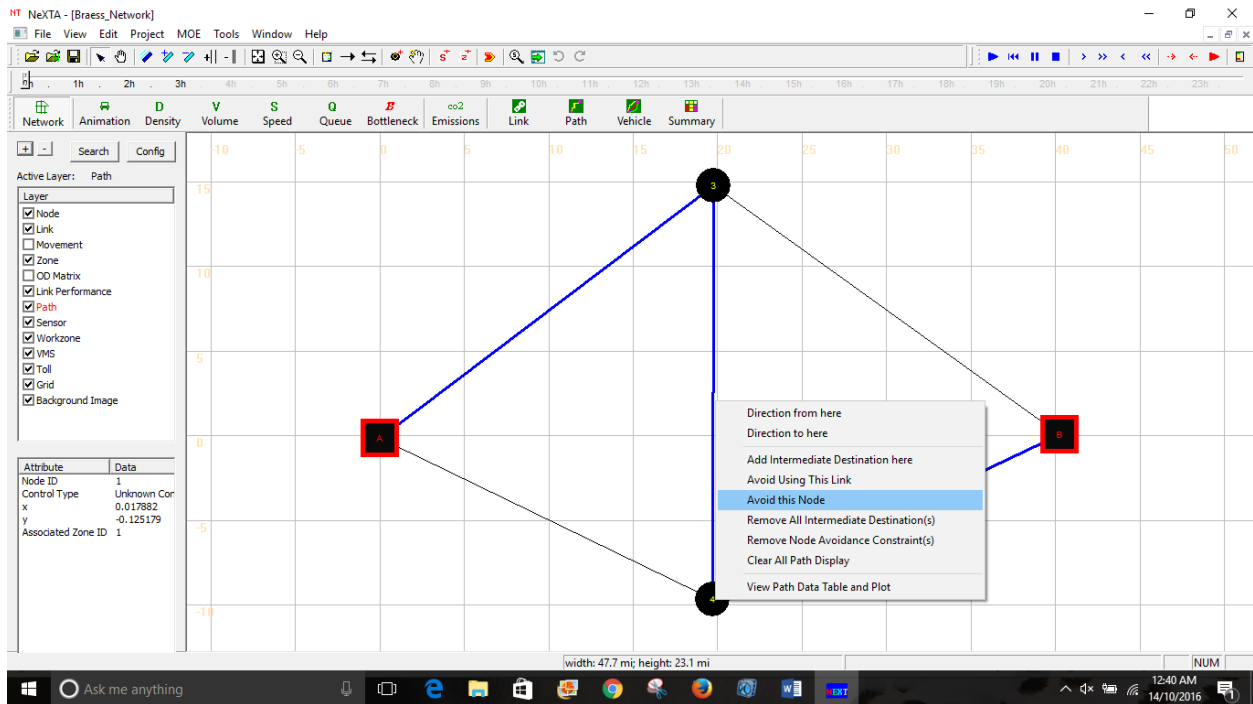 NT NeXTA - [Braess_Network]
File View Edit Project MOE Tools Window Help
0h 1h 2h 3h 4h 5h 6h 7h 8h 9h 10h 11h 12h 13h 14h 15h 16h 17h 18h 19h 20h 21h 22h 23h
D V S Q B co2
Network Animation Density Volume Speed Queue Bottleneck Emissions Link Path Vehicle Summary
+ - Search Config
-10 -5 0 5 10 15 20 25 30 35 40 45 50
Active Layer: Path
Layer
Node
Link
Movement
Zone
OD Matrix
Link Performance
Path
Sensor
Workzone
VMS
Toll
Grid
Background Image
Attribute Data
Node ID 1
Control Type Unknown Con
x 0.017882
y -0.125179
Associated Zone ID 1
15
10
5
0
-5
-10
3
A
B
4
Direction from here
Direction to here
Add Intermediate Destination here
Avoid Using This Link
Avoid this Node
Remove All Intermediate Destination(s)
Remove Node Avoidance Constraint(s)
Clear All Path Display
View Path Data Table and Plot
width: 47.7 mi; height: 23.1 mi
NUM
Ask me anything
NEXT
12:40 AM
14/10/2016